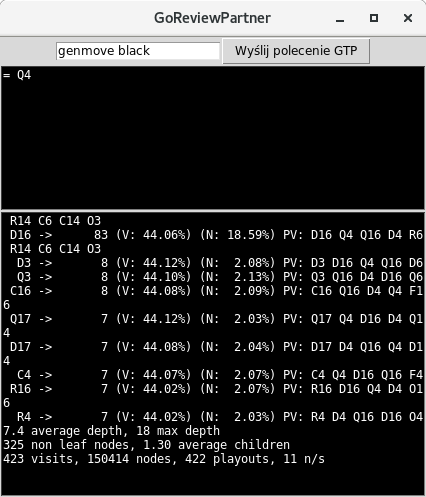 GoReviewPartner
genmove black
Wyślij polecenie GTP
= Q4
R14 C6 C14 O3
D16 -> 83 (V: 44.06%) (N: 18.59%) PV: D16 Q4 Q16 D4 R6
R14 C6 C14 O3
D3 -> 8 (V: 44.12%) (N: 2.08%) PV: D3 D16 Q4 Q16 D6
Q3 -> 8 (V: 44.10%) (N: 2.13%) PV: Q3 Q16 D4 D16 Q6
C16 -> 8 (V: 44.08%) (N: 2.09%) PV: C16 Q16 D4 Q4 F1
6
Q17 -> 7 (V: 44.12%) (N: 2.03%) PV: Q17 Q4 D16 D4 Q1
4
D17 -> 7 (V: 44.08%) (N: 2.04%) PV: D17 D4 Q16 Q4 D1
4
C4 -> 7 (V: 44.07%) (N: 2.07%) PV: C4 Q4 D16 Q16 F4
R16 -> 7 (V: 44.02%) (N: 2.07%) PV: R16 D16 Q4 D4 O1
6
R4 -> 7 (V: 44.02%) (N: 2.03%) PV: R4 D4 Q16 D16 O4
7.4 average depth, 18 max depth
325 non leaf nodes, 1.30 average children
423 visits, 150414 nodes, 422 playouts, 11 n/s